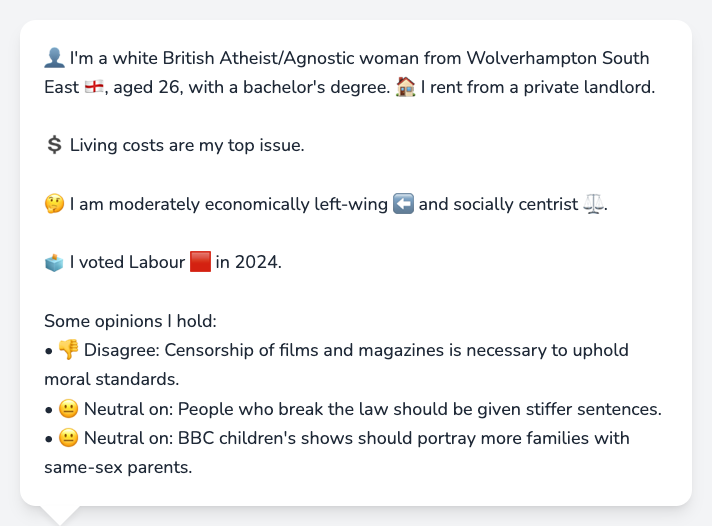 👤 I'm a white British Atheist/Agnostic woman from Wolverhampton South
East 🏴󠁧󠁢󠁥󠁮󠁧󠁿, aged 26, with a bachelor's degree. 🏠 I rent from a private landlord.
💲 Living costs are my top issue.
🤔 I am moderately economically left-wing ⬅️ and socially centrist ⚖️.
🗳️ I voted Labour 🟥 in 2024.
Some opinions I hold:
• 👎 Disagree: Censorship of films and magazines is necessary to uphold
moral standards.
• 😐 Neutral on: People who break the law should be given stiffer sentences.
• 😐 Neutral on: BBC children's shows should portray more families with
same-sex parents.